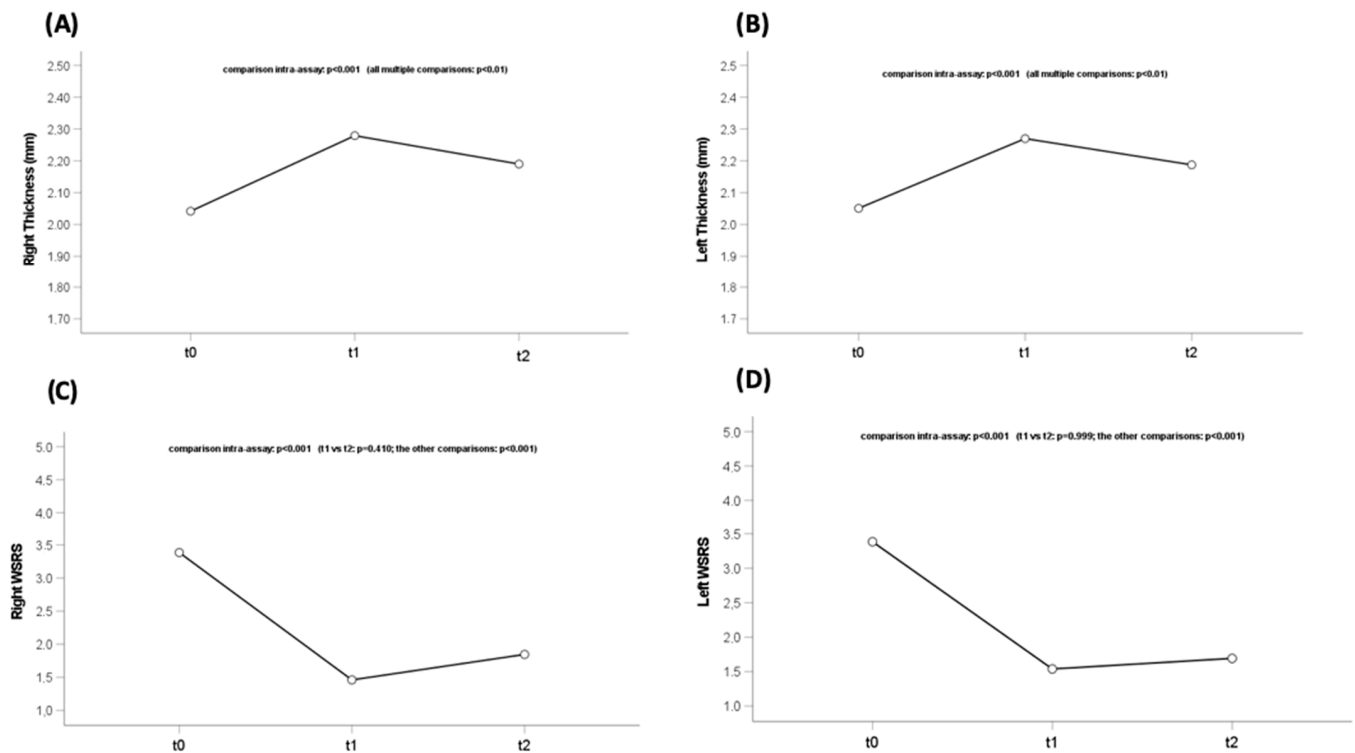 (A)
comparison intra-assay: p<0.001 (all multiple comparisons: p<0.01)
Right Thickness (mm)
2.50
2.40
2.30
2.20
2.10
2.00
1.90
1.80
1.70
t0
t1
t2
(B)
comparison intra-assay: p<0.001 (all multiple comparisons: p<0.01)
Left Thickness (mm)
2.5
2.4
2.3
2.2
2.1
2.0
1.9
1.8
1.7
t0
t1
t2
(C)
comparison intra-assay: p<0.001 (t1 vs t2: p=0.410; the other comparisons: p<0.001)
Right WSRS
5.0
4.5
4.0
3.5
3.0
2.5
2.0
1.5
1,0
t0
t1
t2
(D)
comparison intra-assay: p<0.001 (t1 vs t2: p=0.999; the other comparisons: p<0.001)
Left WSRS
5.0
4.5
4.0
3.5
3.0
2,5
2.0
1.5
1.0
t0
t1
t2